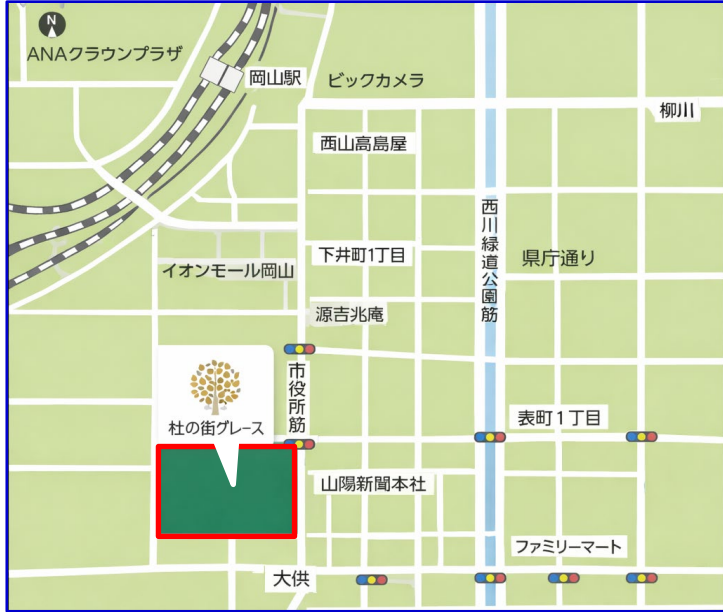 N
ANAクラウンプラザ
岡山駅
ビックカメラ
柳川
西山高島屋
西川緑道公園筋
下井町1丁目
県庁通り
イオンモール岡山
源吉兆庵
市役所筋
杜の街グレース
表町1丁目
山陽新聞本社
ファミリーマート
大供